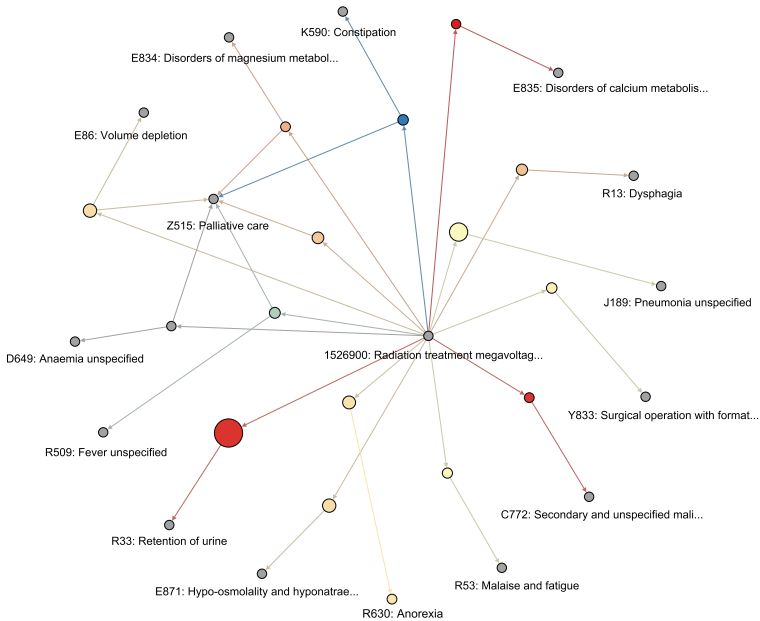 K590: Constipation
E834: Disorders of magnesium metabol...
E835: Disorders of calcium metabolis...
E86: Volume depletion
R13: Dysphagia
Z515: Palliative care
J189: Pneumonia unspecified
1526900: Radiation treatment megavoltag...
D649: Anaemia unspecified
Y833: Surgical operation with format...
R509: Fever unspecified
C772: Secondary and unspecified mali...
R33: Retention of urine
R53: Malaise and fatigue
E871: Hypo-osmolality and hyponatrae...
R630: Anorexia